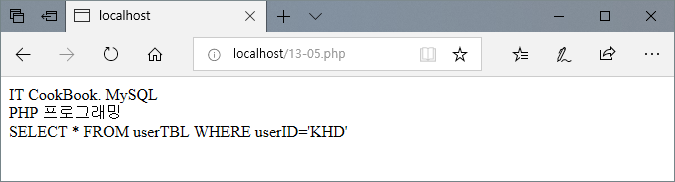 localhost
localhost/13-05.php
IT CookBook. MySQL
PHP 프로그래밍
SELECT * FROM userTBL WHERE userID='KHD'